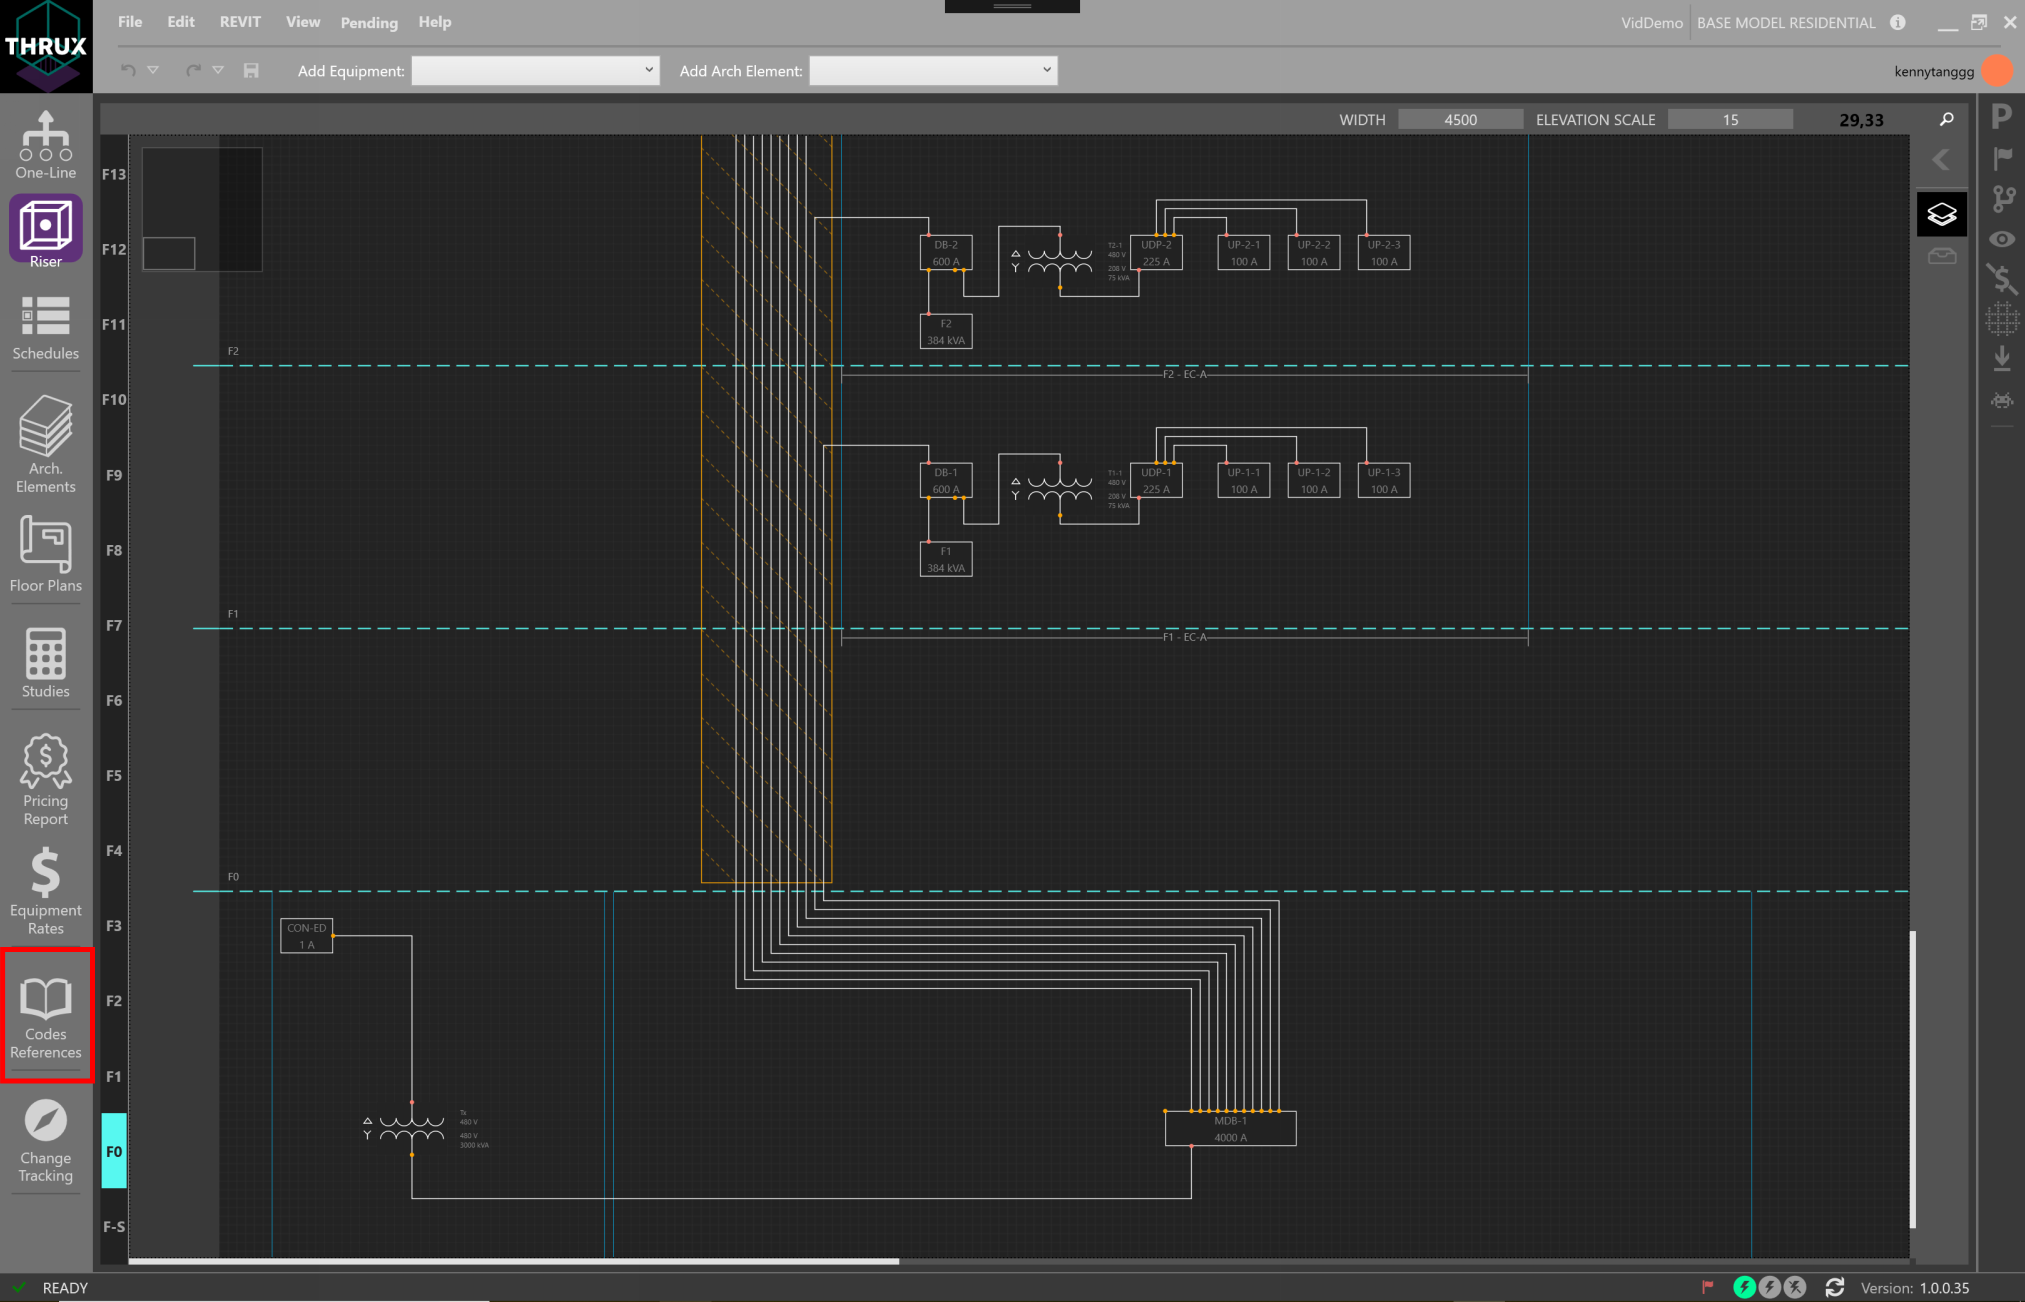 THRUX
File Edit REVIT View Pending Help
VidDemo BASE MODEL RESIDENTIAL
Add Equipment: Add Arch Element:
kennytanggg
WIDTH 4500 ELEVATION SCALE 15 29,33
P
One-Line
Riser
Schedules
Arch.
Elements
Floor Plans
Studies
Pricing
Report
Equipment
Rates
Codes
References
Change
Tracking
F13
F12
F11
F10
F9
F8
F7
F6
F5
F4
F3
F2
F1
F0
F-S
DB-2
600 A
T2-1
480 V
208 V
75 kVA
UDP-2
225 A
UP-2-1
100 A
UP-2-2
100 A
UP-2-3
100 A
F2
384 kVA
F2
F2 - EC-A
DB-1
600 A
T1-1
480 V
208 V
75 kVA
UDP-1
225 A
UP-1-1
100 A
UP-1-2
100 A
UP-1-3
100 A
F1
384 kVA
F1
F1 - EC-A
F0
CON-ED
1 A
Tx
480 V
480 V
3000 kVA
MDB-1
4000 A
READY
Version: 1.0.0.35